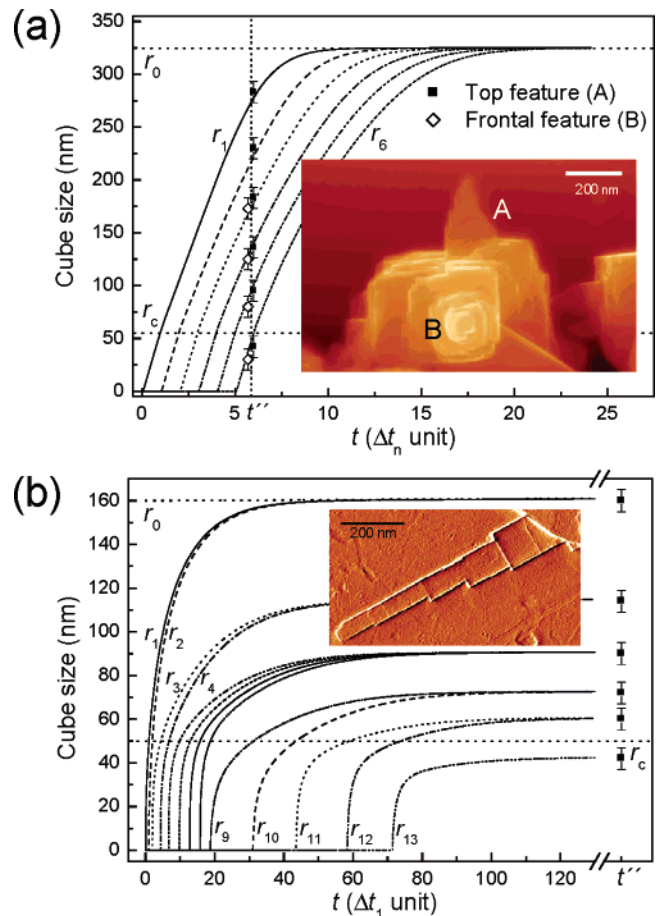 (a)
350
300
250
200
150
100
50
0
Cube size (nm)
r0
r1
r6
rc
Top feature (A)
Frontal feature (B)
200 nm
A
B
0 5 10 15 20 25
t′′
t (Δtn unit)
(b)
160
140
120
100
80
60
40
20
0
Cube size (nm)
r0
200 nm
r1 r2
r3 r4
rc
r9 r10 r11 r12 r13
0 20 40 60 80 100 120 t′′
t (Δt1 unit)